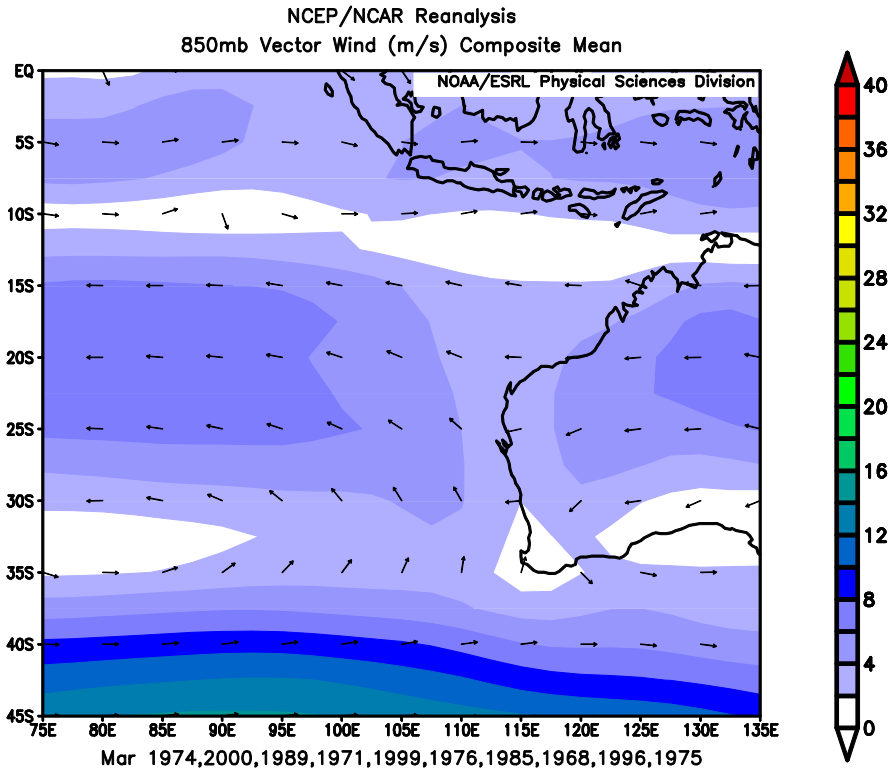 NCEP/NCAR Reanalysis
850mb Vector Wind (m/s) Composite Mean
NOAA/ESRL Physical Sciences Division
EQ
5S
10S
15S
20S
25S
30S
35S
40S
45S
75E 80E 85E 90E 95E 100E 105E 110E 115E 120E 125E 130E 135E
40
36
32
28
24
20
16
12
8
4
0
Mar 1974,2000,1989,1971,1999,1976,1985,1968,1996,1975